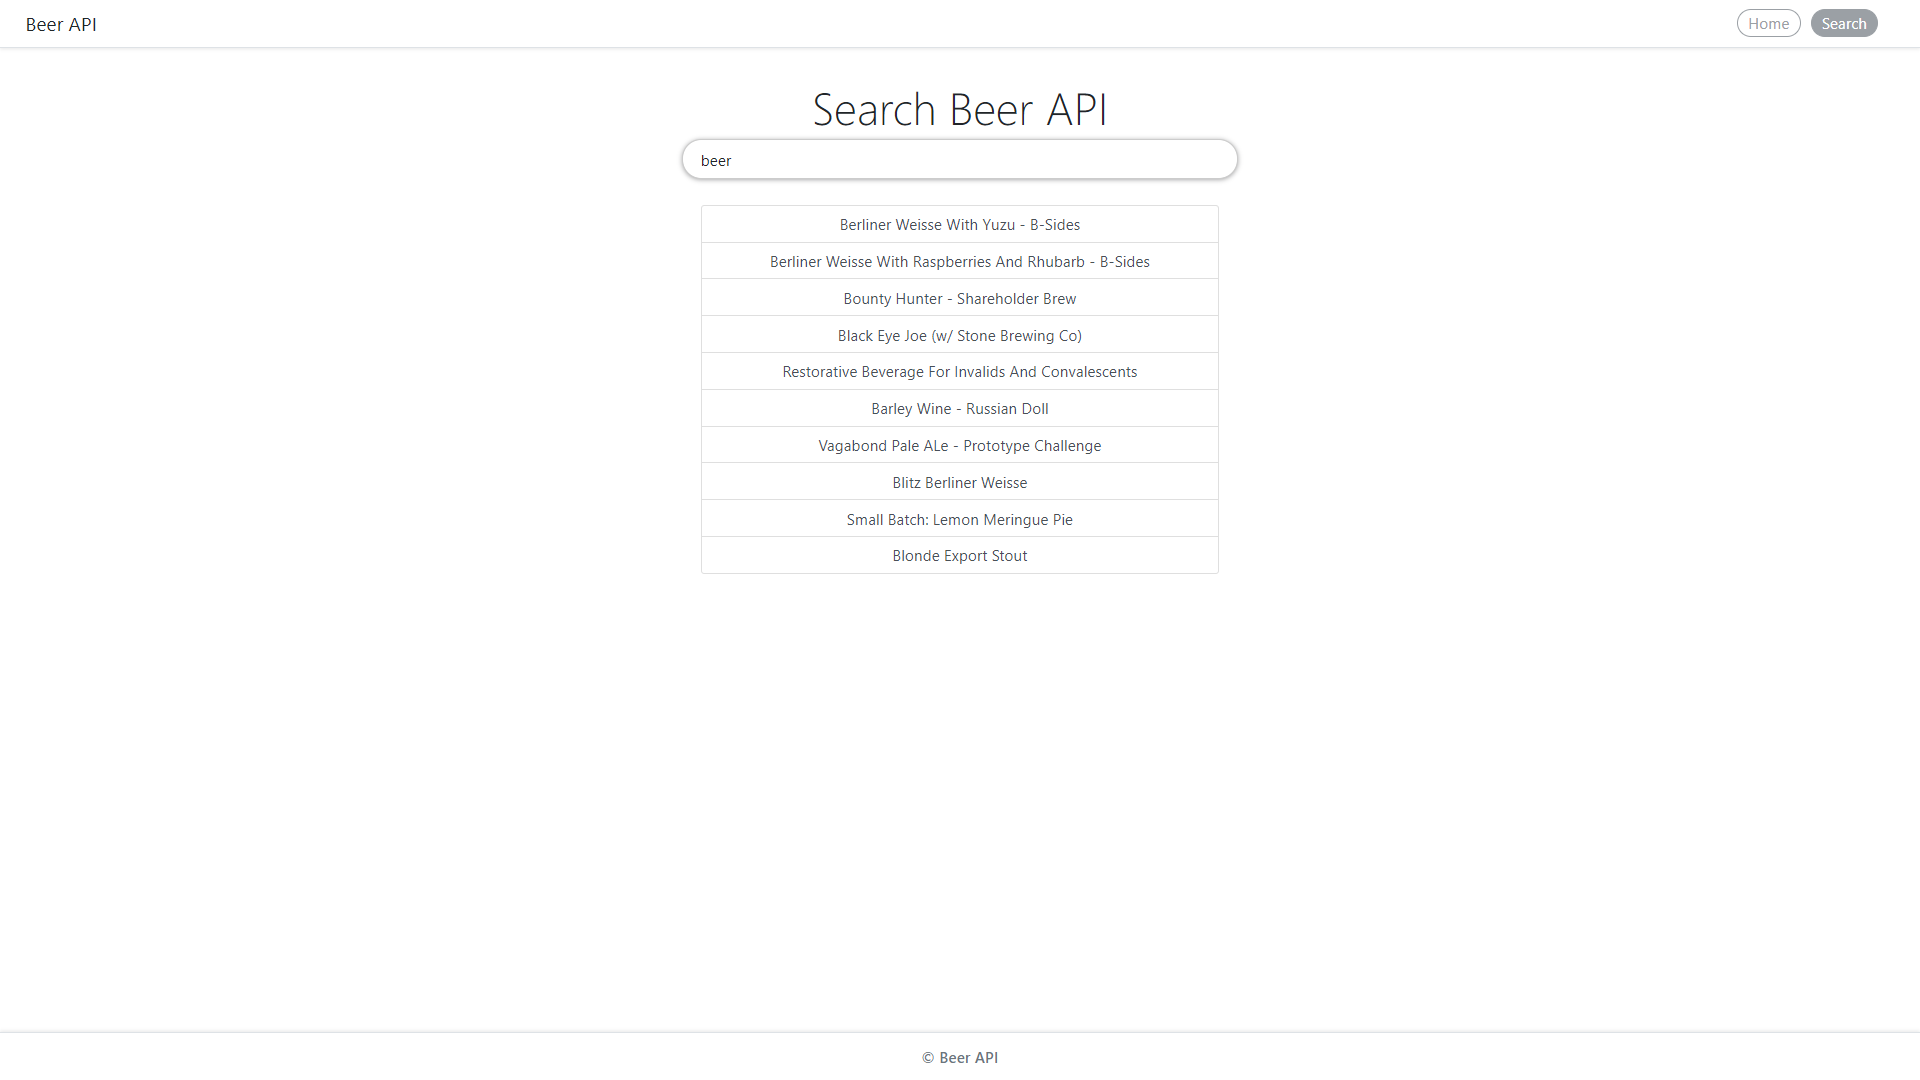 Beer API
Home
Search
Search Beer API
beer
Berliner Weisse With Yuzu - B-Sides
Berliner Weisse With Raspberries And Rhubarb - B-Sides
Bounty Hunter - Shareholder Brew
Black Eye Joe (w/ Stone Brewing Co)
Restorative Beverage For Invalids And Convalescents
Barley Wine - Russian Doll
Vagabond Pale ALe - Prototype Challenge
Blitz Berliner Weisse
Small Batch: Lemon Meringue Pie
Blonde Export Stout
© Beer API